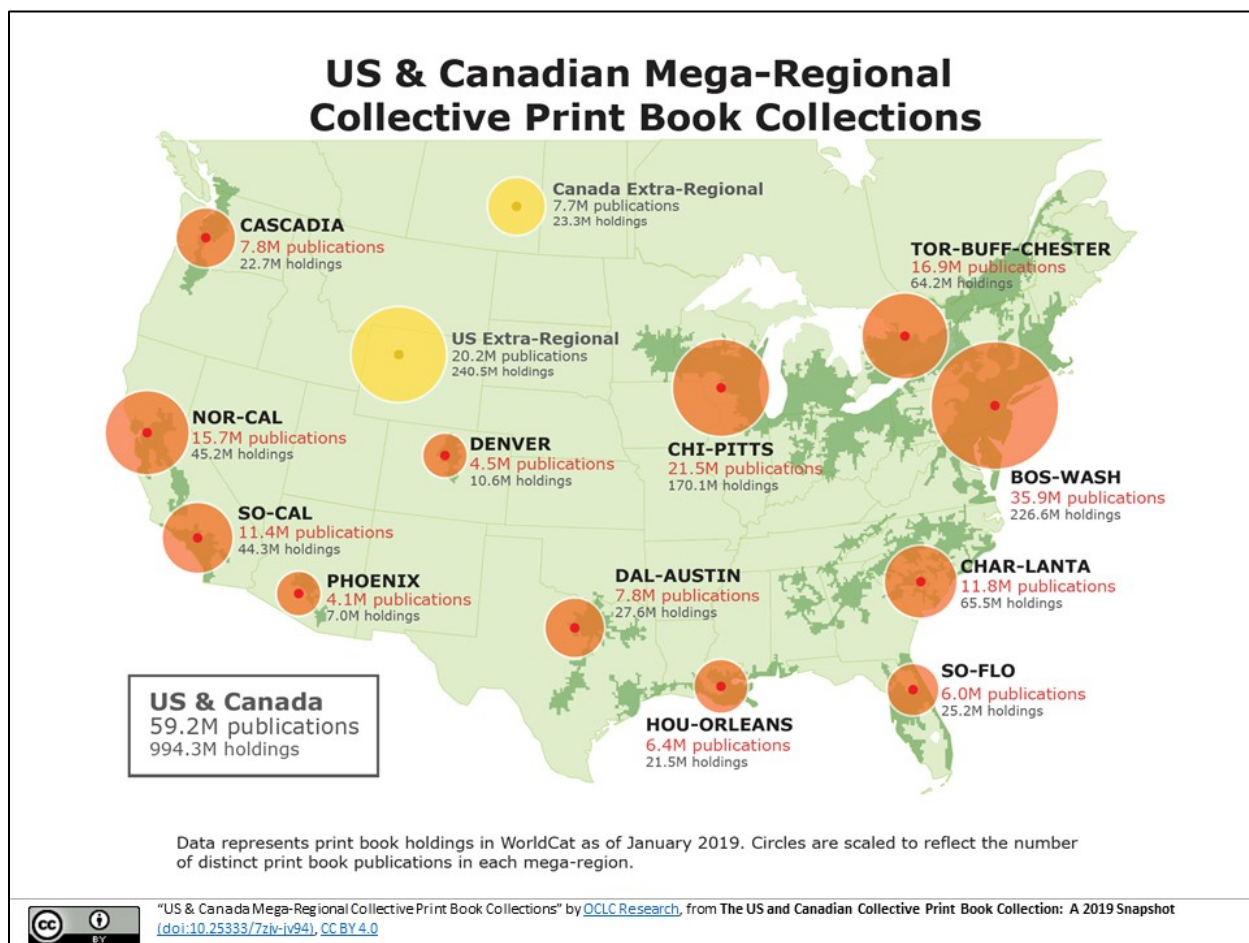 US & Canadian Mega-Regional
Collective Print Book Collections
Canada Extra-Regional
7.7M publications
23.3M holdings
CASCADIA
7.8M publications
22.7M holdings
TOR-BUFF-CHESTER
16.9M publications
64.2M holdings
US Extra-Regional
20.2M publications
240.5M holdings
NOR-CAL
15.7M publications
45.2M holdings
DENVER
4.5M publications
10.6M holdings
CHI-PITTS
21.5M publications
170.1M holdings
BOS-WASH
35.9M publications
226.6M holdings
SO-CAL
11.4M publications
44.3M holdings
PHOENIX
4.1M publications
7.0M holdings
DAL-AUSTIN
7.8M publications
27.6M holdings
CHAR-LANTA
11.8M publications
65.5M holdings
SO-FLO
6.0M publications
25.2M holdings
HOU-ORLEANS
6.4M publications
21.5M holdings
US & Canada
59.2M publications
994.3M holdings
Data represents print book holdings in WorldCat as of January 2019. Circles are scaled to reflect the number
of distinct print book publications in each mega-region.
cc
BY
"US & Canada Mega-Regional Collective Print Book Collections" by OCLC Research, from The US and Canadian Collective Print Book Collection: A 2019 Snapshot
(doi:10.25333/7zjv-jv94), CC BY 4.0